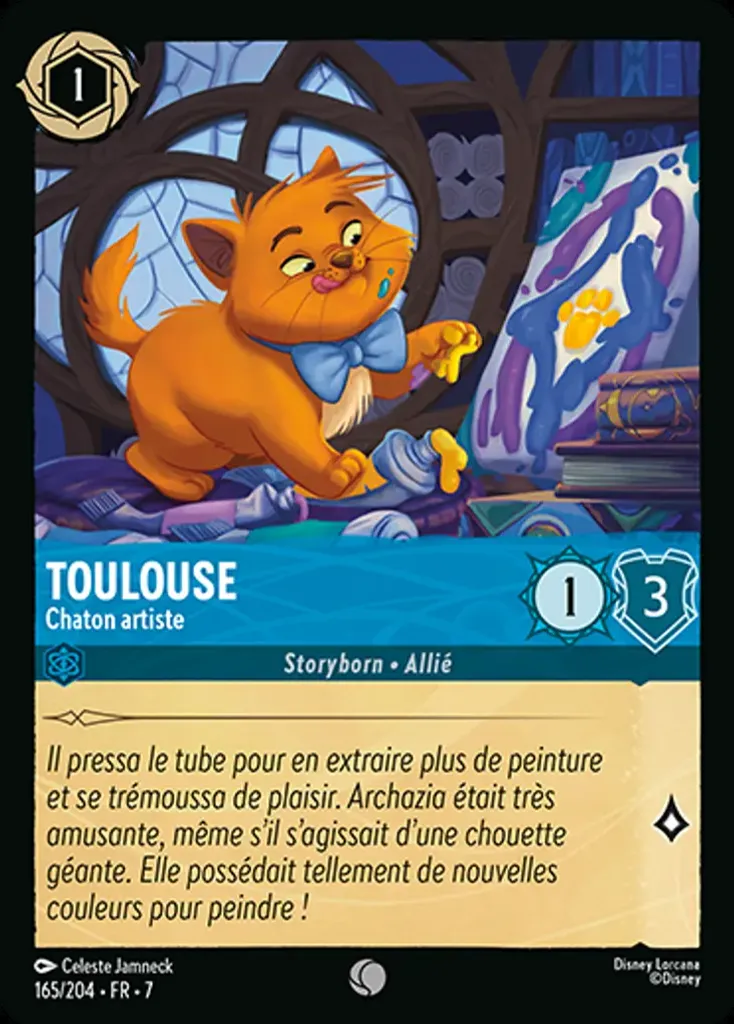 1
TOULOUSE
Chaton artiste
1
3
Storyborn • Allié
Il pressa le tube pour en extraire plus de peinture
et se trémoussa de plaisir. Archazia était très
amusante, même s’il s’agissait d’une chouette
géante. Elle possédait tellement de nouvelles
couleurs pour peindre !
Celeste Jamneck
165/204 • FR • 7
Disney Lorcana
©Disney